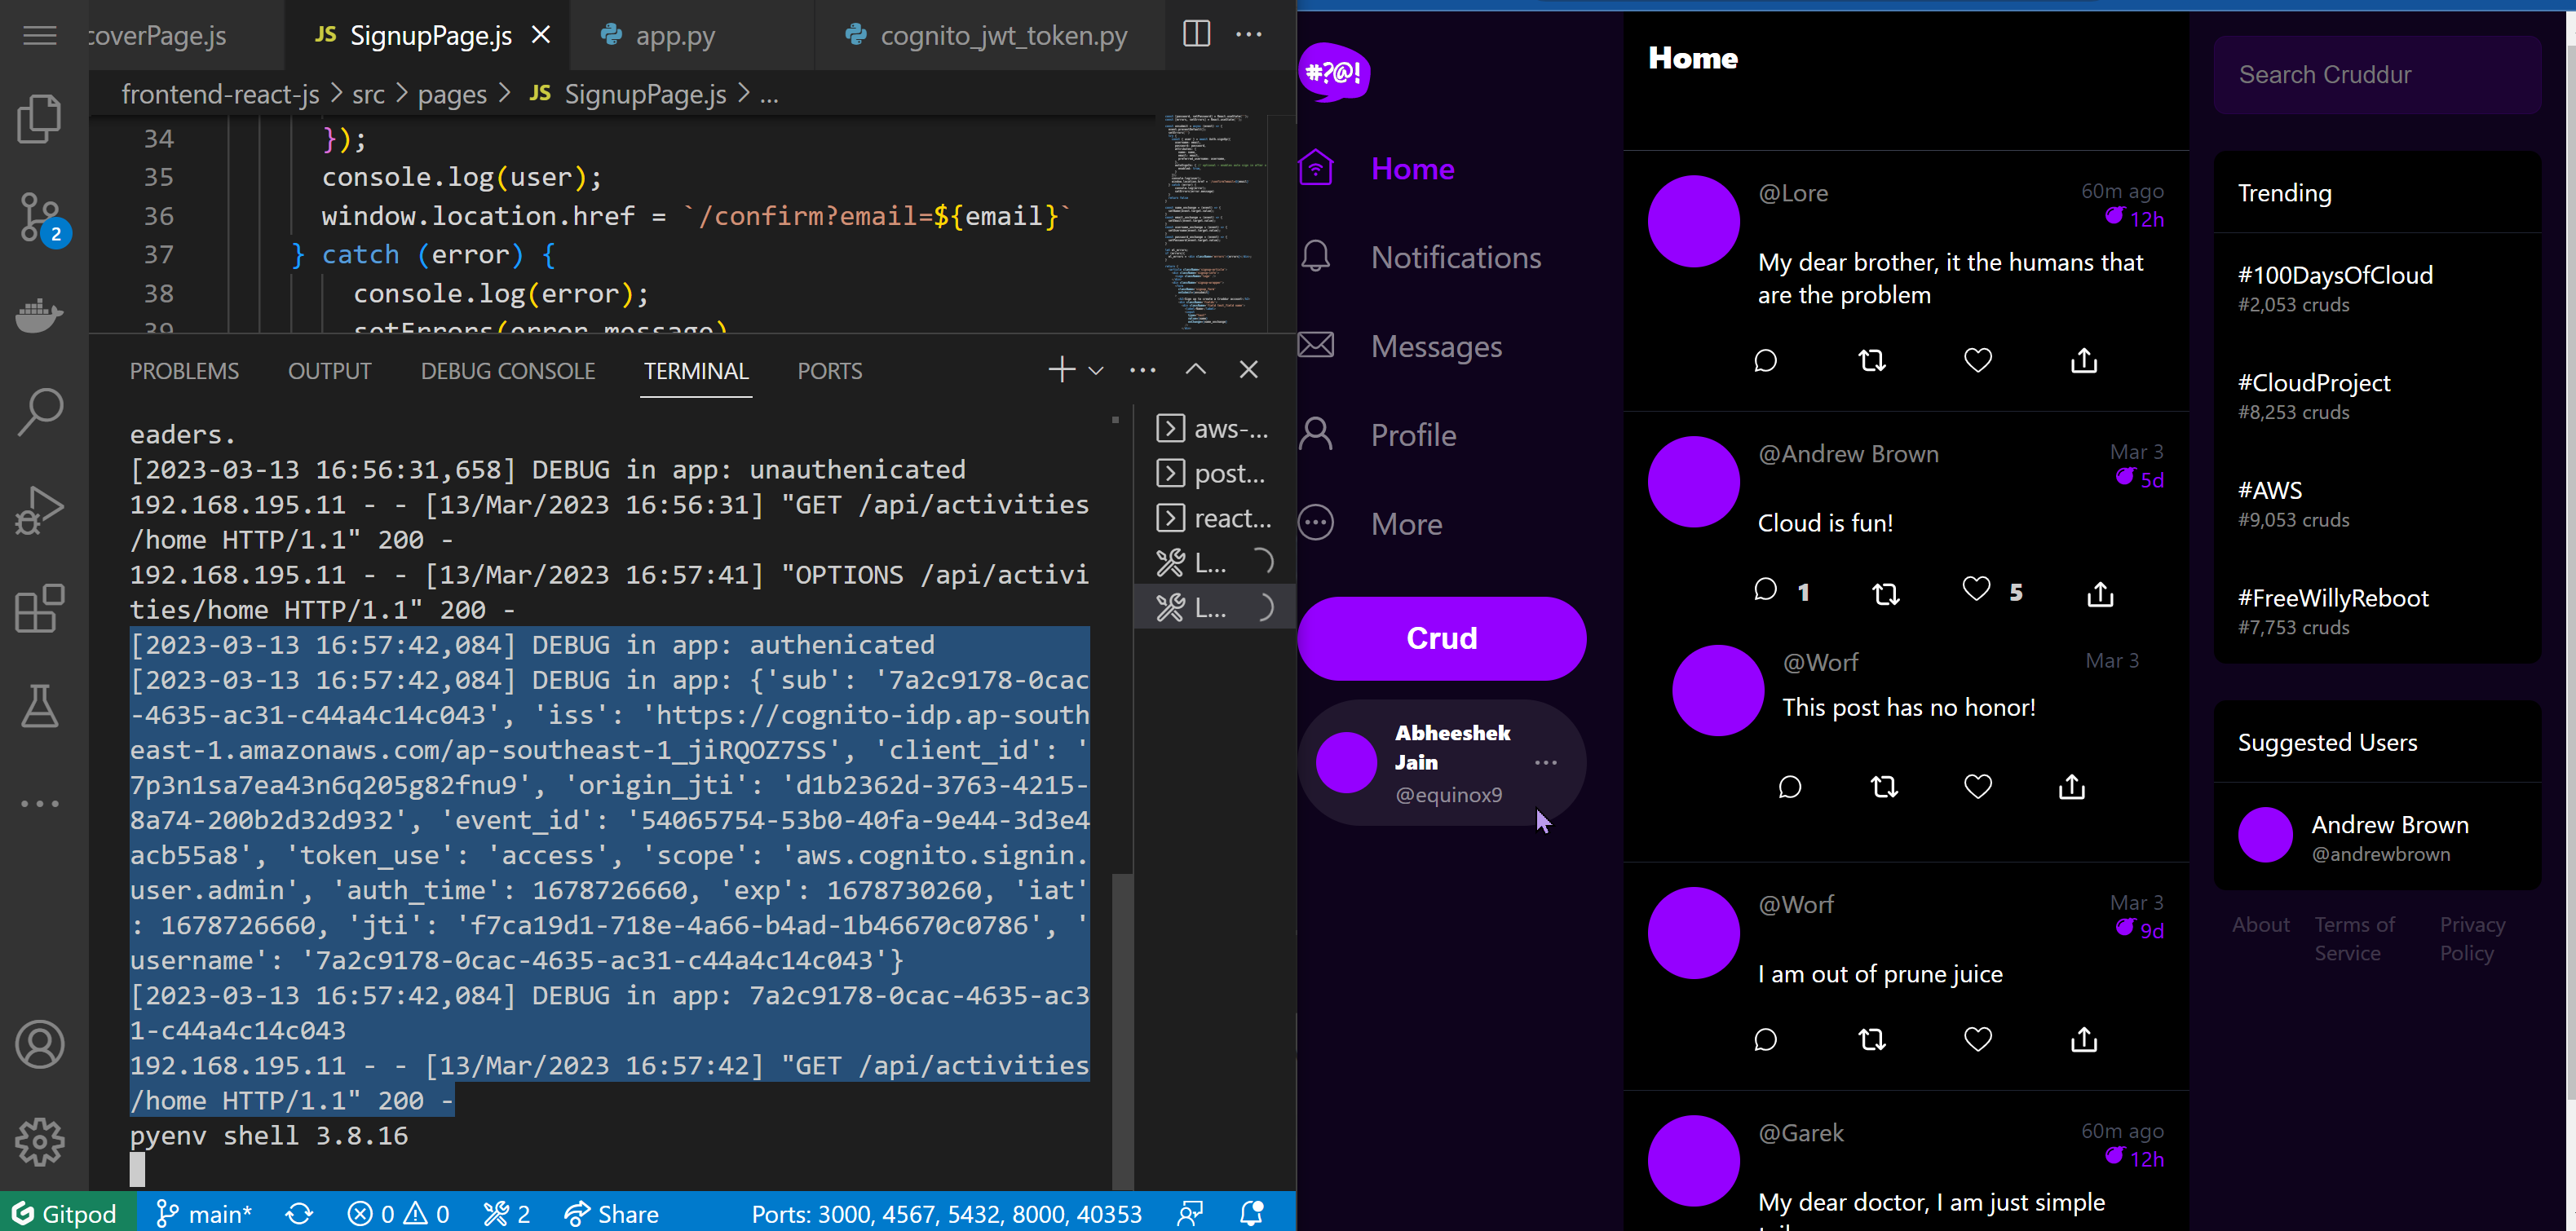 coverPage.js
JS SignupPage.js
app.py
cognito_jwt_token.py
frontend-react-js > src > pages > JS SignupPage.js > ...
34 });
35 console.log(user);
36 window.location.href = `/confirm?email=${email}`
37 } catch (error) {
38 console.log(error);
39 setErrors(error.message)
PROBLEMS OUTPUT DEBUG CONSOLE TERMINAL PORTS
eaders.
[2023-03-13 16:56:31,658] DEBUG in app: unauthenicated
192.168.195.11 - - [13/Mar/2023 16:56:31] "GET /api/activities
/home HTTP/1.1" 200 -
192.168.195.11 - - [13/Mar/2023 16:57:41] "OPTIONS /api/activi
ties/home HTTP/1.1" 200 -
[2023-03-13 16:57:42,084] DEBUG in app: authenicated
[2023-03-13 16:57:42,084] DEBUG in app: {'sub': '7a2c9178-0cac
-4635-ac31-c44a4c14c043', 'iss': 'https://cognito-idp.ap-south
east-1.amazonaws.com/ap-southeast-1_jiRQOZ7SS', 'client_id': '
7p3n1sa7ea43n6q205g82fnu9', 'origin_jti': 'd1b2362d-3763-4215-
8a74-200b2d32d932', 'event_id': '54065754-53b0-40fa-9e44-3d3e4
acb55a8', 'token_use': 'access', 'scope': 'aws.cognito.signin.
user.admin', 'auth_time': 1678726660, 'exp': 1678730260, 'iat'
: 1678726660, 'jti': 'f7ca19d1-718e-4a66-b4ad-1b46670c0786', '
username': '7a2c9178-0cac-4635-ac31-c44a4c14c043'}
[2023-03-13 16:57:42,084] DEBUG in app: 7a2c9178-0cac-4635-ac3
1-c44a4c14c043
192.168.195.11 - - [13/Mar/2023 16:57:42] "GET /api/activities
/home HTTP/1.1" 200 -
pyenv shell 3.8.16
aws-...
post...
react...
L...
L...
2
Gitpod main* 0 0 2 Share Ports: 3000, 4567, 5432, 8000, 40353
#?@!
Home
Notifications
Messages
Profile
More
Crud
Abheeshek
Jain
...
@equinox9
Home
@Lore 60m ago
12h
My dear brother, it the humans that
are the problem
@Andrew Brown Mar 3
5d
Cloud is fun!
1 5
@Worf Mar 3
This post has no honor!
@Worf Mar 3
9d
I am out of prune juice
@Garek 60m ago
12h
My dear doctor, I am just simple
Search Cruddur
Trending
#100DaysOfCloud
#2,053 cruds
#CloudProject
#8,253 cruds
#AWS
#9,053 cruds
#FreeWillyReboot
#7,753 cruds
Suggested Users
Andrew Brown
@andrewbrown
About Terms of Privacy
Service Policy